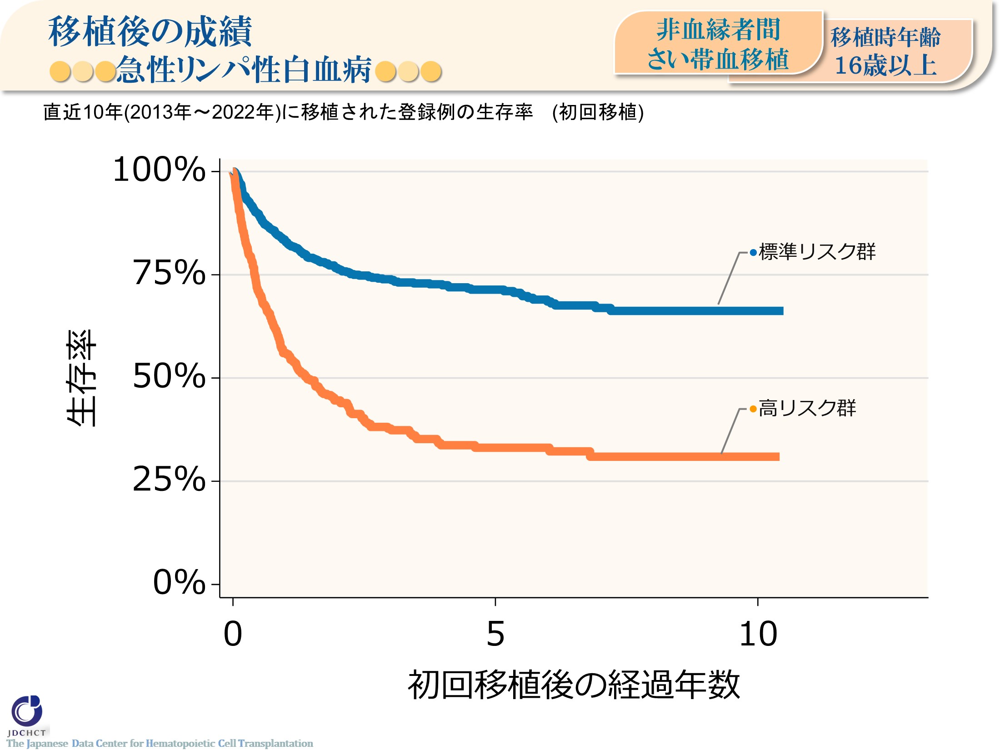 移植後の成績
急性リンパ性白血病
非血縁者間
さい帯血移植
移植時年齢
16歳以上
直近10年(2013年～2022年)に移植された登録例の生存率　(初回移植)
100%
75%
50%
25%
0%
生存率
標準リスク群
高リスク群
0 5 10
初回移植後の経過年数
JDCHCT
The Japanese Data Center for Hematopoietic Cell Transplantation